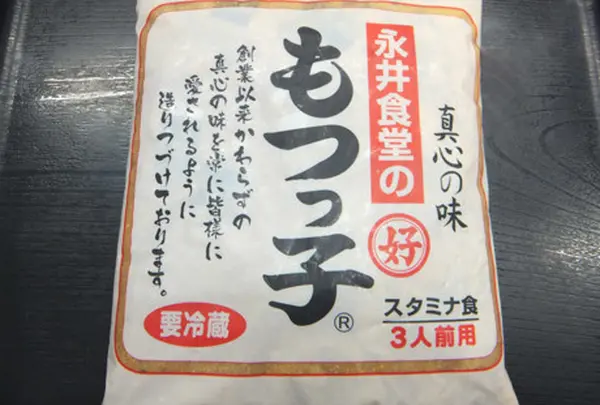 真心の味
永井食堂の
好
もつっ子®
創業以来かわらずの
真心の味を常に皆様に
愛されるように
造りつづけております。
スタミナ食
3人前用
要冷蔵